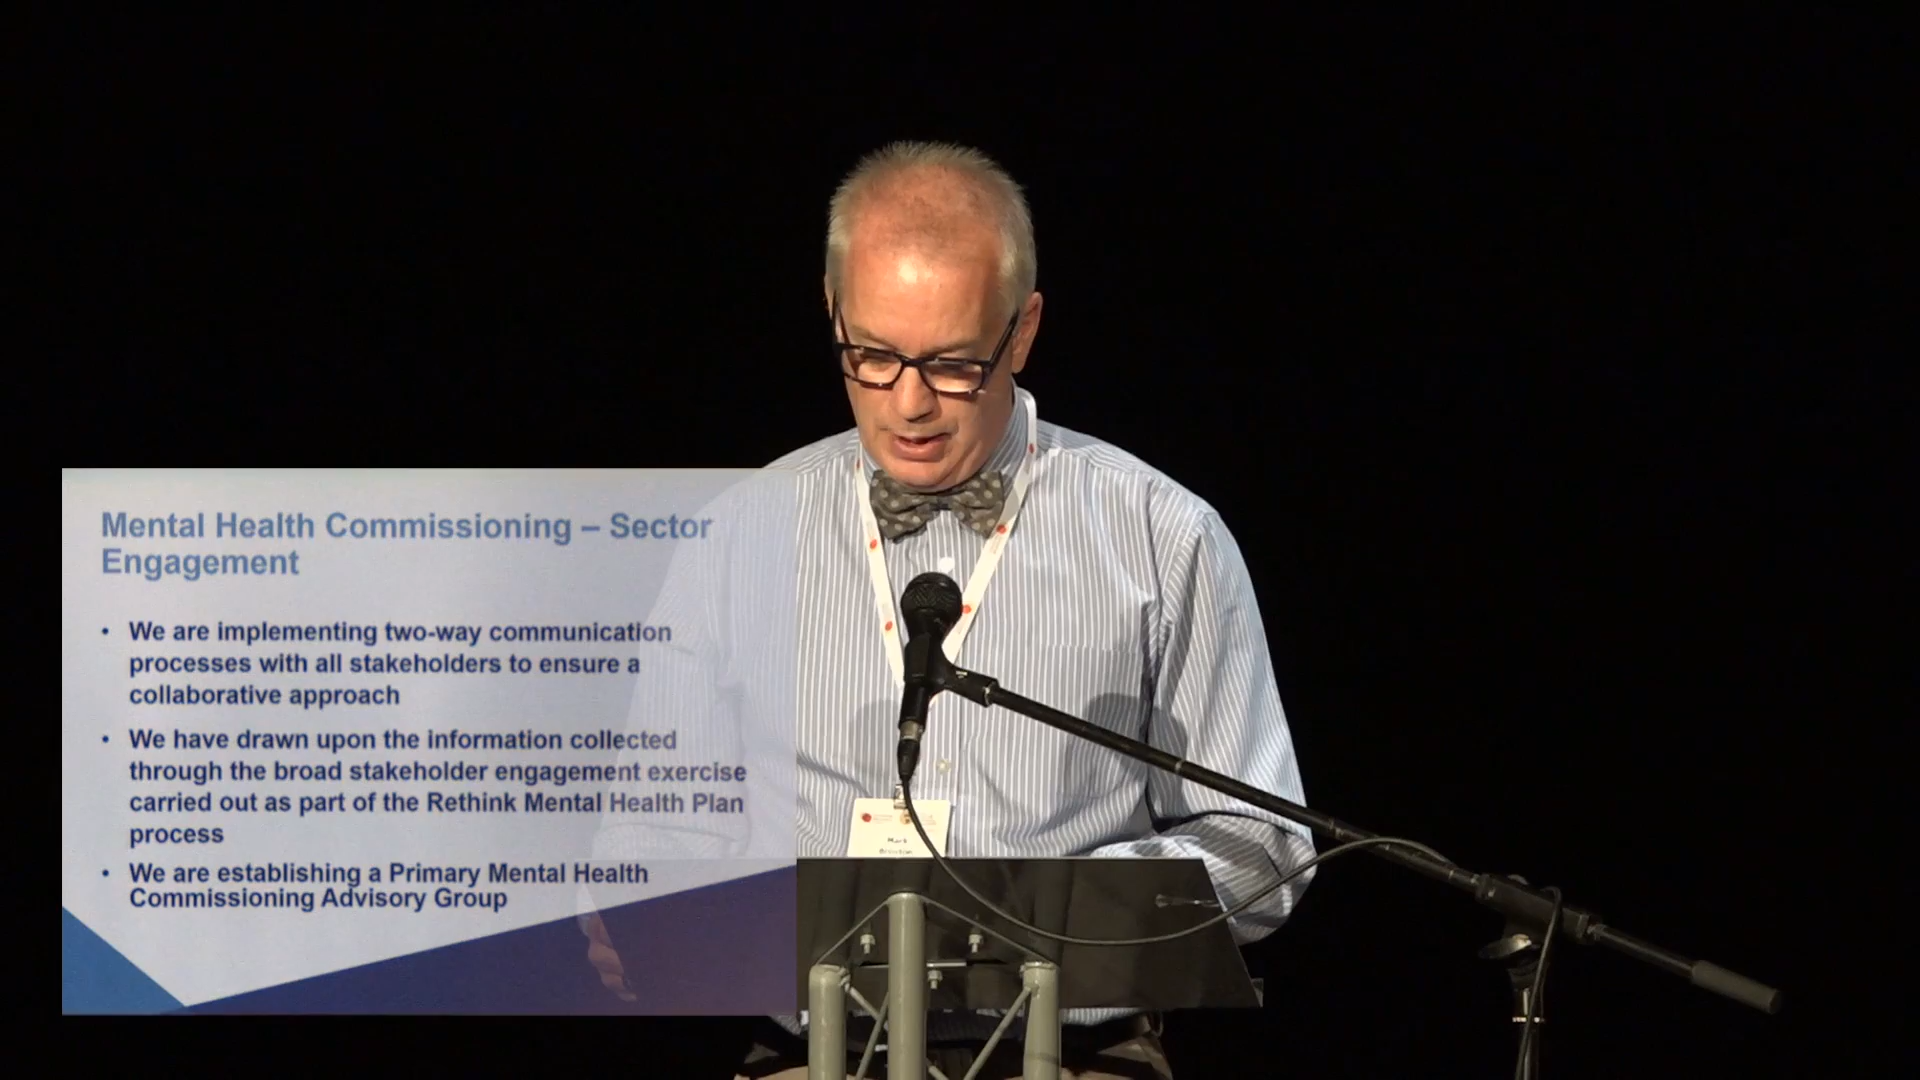 Mental Health Commissioning – Sector
Engagement
• We are implementing two-way communication
processes with all stakeholders to ensure a
collaborative approach
• We have drawn upon the information collected
through the broad stakeholder engagement exercise
carried out as part of the Rethink Mental Health Plan
process
• We are establishing a Primary Mental Health
Commissioning Advisory Group
Mark